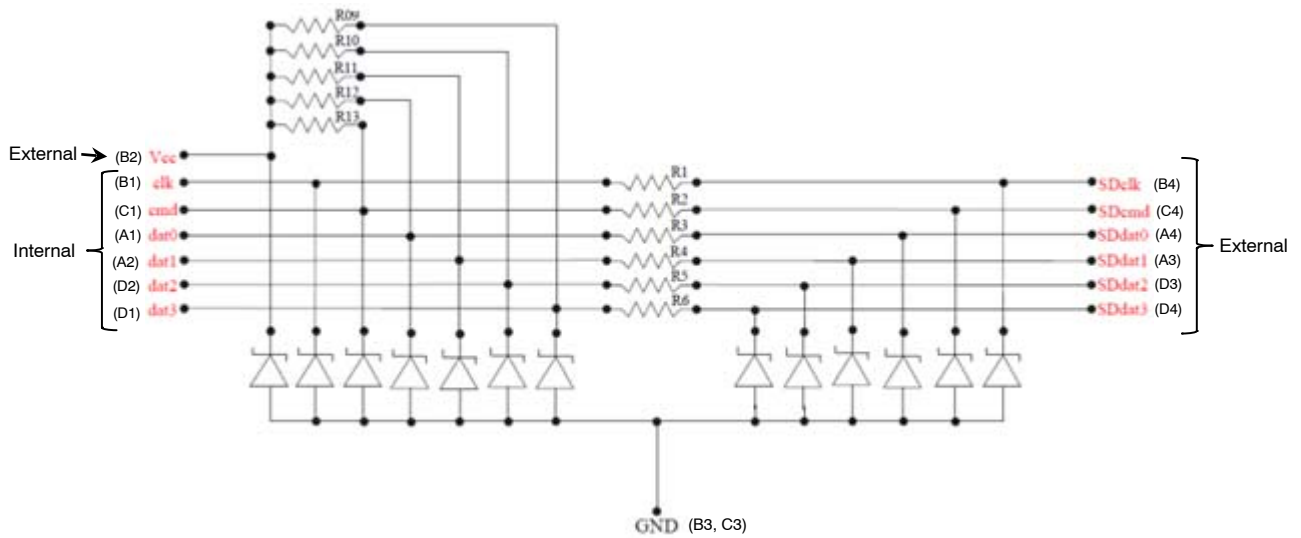 R09
R10
R11
R12
R13
External (B2) Vcc
(B1) clk R1 SDclk (B4)
(C1) cmd R2 SDcmd (C4)
(A1) dat0 R3 SDdat0 (A4)
Internal External
(A2) dat1 R4 SDdat1 (A3)
(D2) dat2 R5 SDdat2 (D3)
(D1) dat3 R6 SDdat3 (D4)
GND (B3, C3)